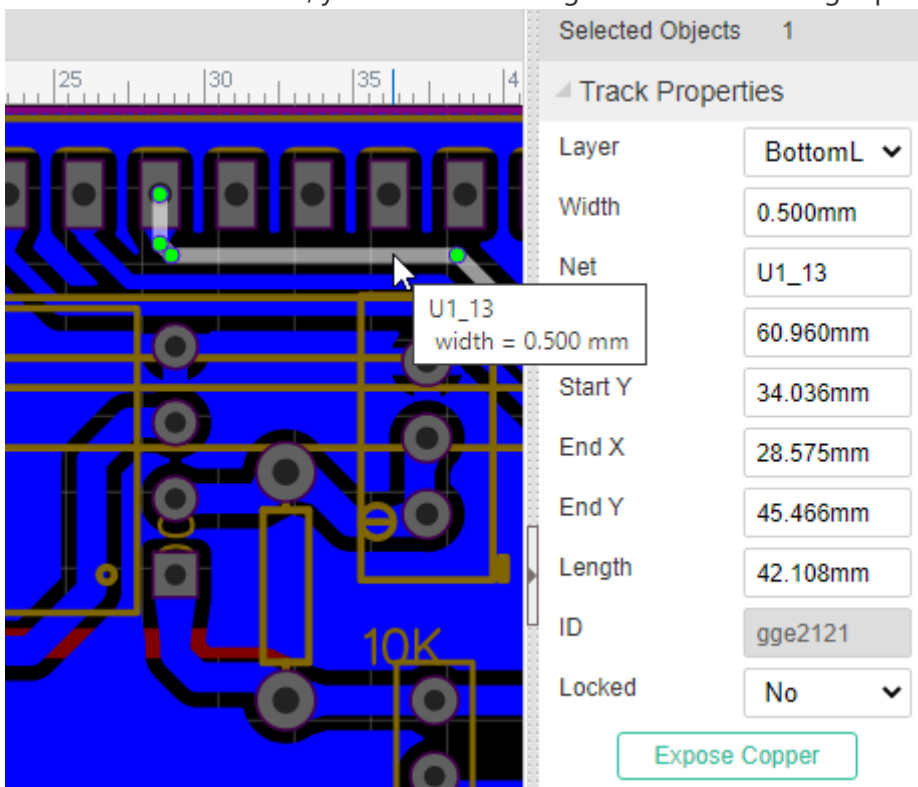 Selected Objects 1
25 30 35 4
Track Properties
Layer BottomL
Width 0.500mm
Net U1_13
U1_13
width = 0.500 mm
60.960mm
Start Y 34.036mm
End X 28.575mm
End Y 45.466mm
Length 42.108mm
ID gge2121
10K
Locked No
Expose Copper